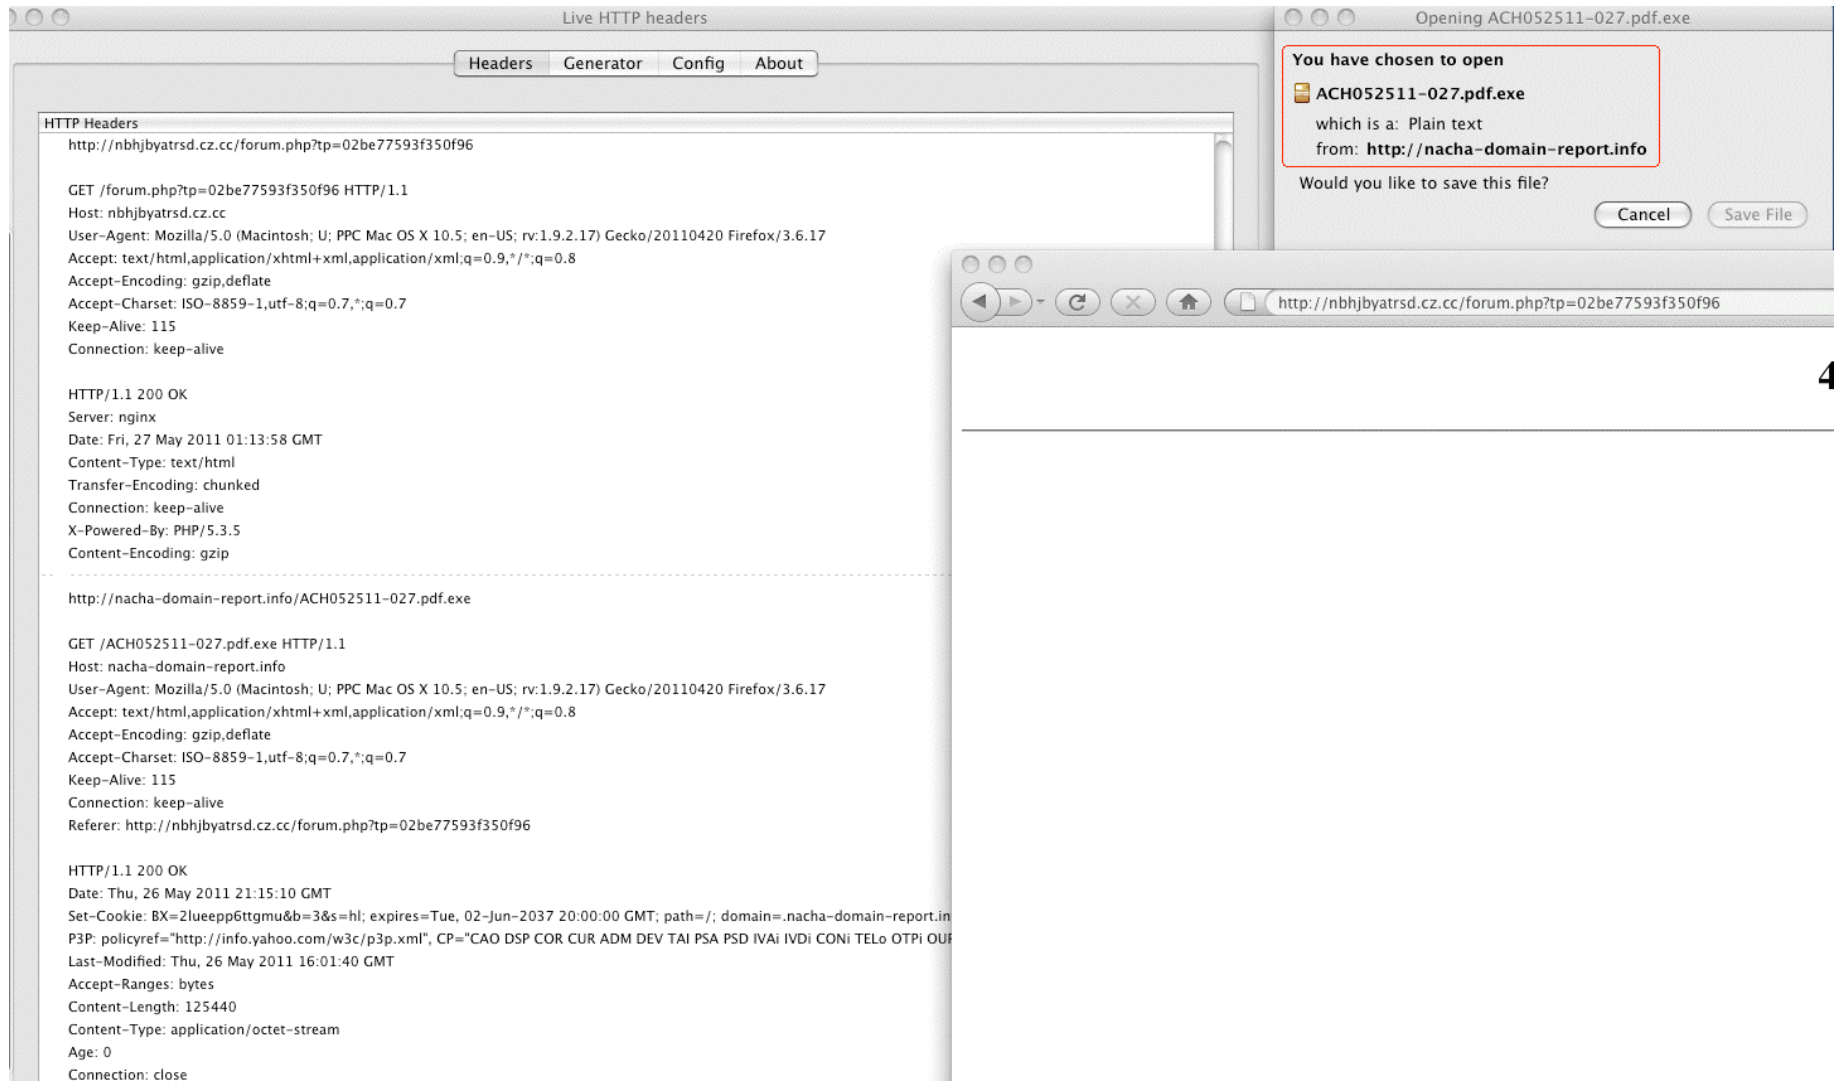 Live HTTP headers
Headers Generator Config About
HTTP Headers
http://nbhjbyatrsd.cz.cc/forum.php?tp=02be77593f350f96
GET /forum.php?tp=02be77593f350f96 HTTP/1.1
Host: nbhjbyatrsd.cz.cc
User-Agent: Mozilla/5.0 (Macintosh; U; PPC Mac OS X 10.5; en-US; rv:1.9.2.17) Gecko/20110420 Firefox/3.6.17
Accept: text/html,application/xhtml+xml,application/xml;q=0.9,*/*;q=0.8
Accept-Encoding: gzip,deflate
Accept-Charset: ISO-8859-1,utf-8;q=0.7,*;q=0.7
Keep-Alive: 115
Connection: keep-alive
HTTP/1.1 200 OK
Server: nginx
Date: Fri, 27 May 2011 01:13:58 GMT
Content-Type: text/html
Transfer-Encoding: chunked
Connection: keep-alive
X-Powered-By: PHP/5.3.5
Content-Encoding: gzip
http://nacha-domain-report.info/ACH052511-027.pdf.exe
GET /ACH052511-027.pdf.exe HTTP/1.1
Host: nacha-domain-report.info
User-Agent: Mozilla/5.0 (Macintosh; U; PPC Mac OS X 10.5; en-US; rv:1.9.2.17) Gecko/20110420 Firefox/3.6.17
Accept: text/html,application/xhtml+xml,application/xml;q=0.9,*/*;q=0.8
Accept-Encoding: gzip,deflate
Accept-Charset: ISO-8859-1,utf-8;q=0.7,*;q=0.7
Keep-Alive: 115
Connection: keep-alive
Referer: http://nbhjbyatrsd.cz.cc/forum.php?tp=02be77593f350f96
HTTP/1.1 200 OK
Date: Thu, 26 May 2011 21:15:10 GMT
Set-Cookie: BX=2lueepp6ttgmu&b=3&s=hl; expires=Tue, 02-Jun-2037 20:00:00 GMT; path=/; domain=.nacha-domain-report.in
P3P: policyref="http://info.yahoo.com/w3c/p3p.xml", CP="CAO DSP COR CUR ADM DEV TAI PSA PSD IVAi IVDi CONi TELo OTPi OUR
Last-Modified: Thu, 26 May 2011 16:01:40 GMT
Accept-Ranges: bytes
Content-Length: 125440
Content-Type: application/octet-stream
Age: 0
Connection: close
Opening ACH052511-027.pdf.exe
You have chosen to open
ACH052511-027.pdf.exe
which is a: Plain text
from: http://nacha-domain-report.info
Would you like to save this file?
Cancel Save File
http://nbhjbyatrsd.cz.cc/forum.php?tp=02be77593f350f96
4